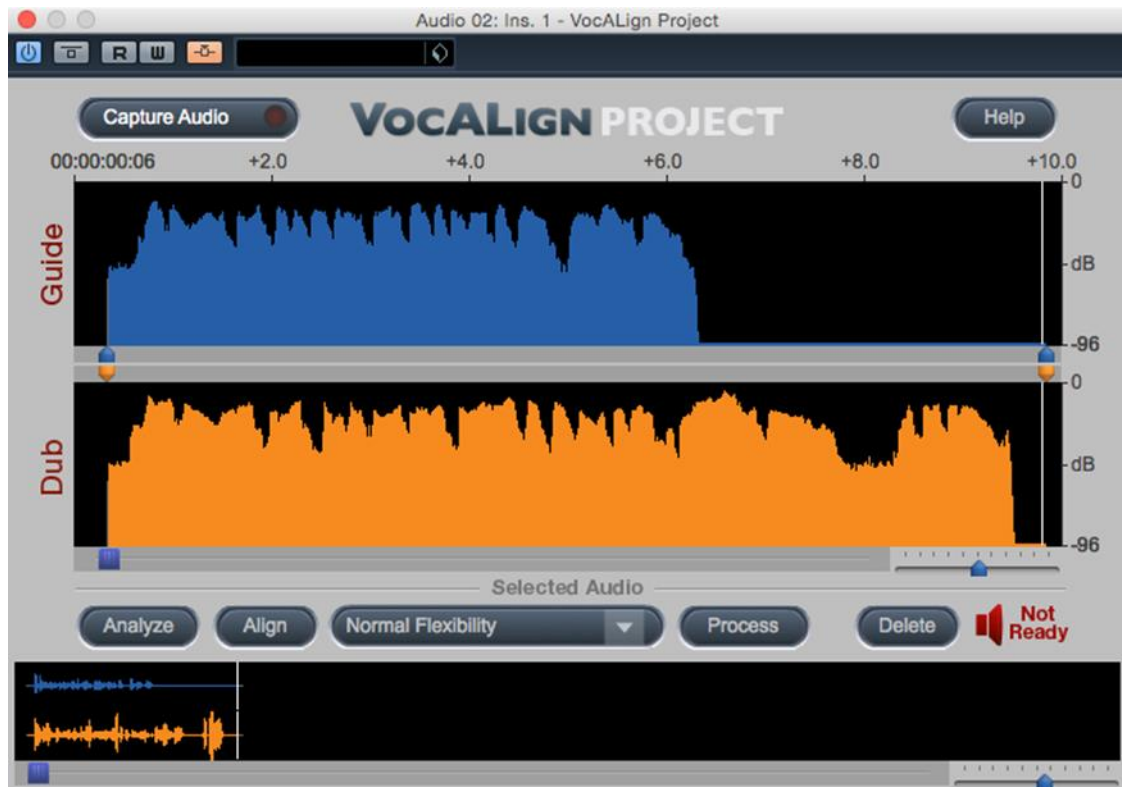 Audio 02: Ins. 1 - VocALign Project
R W
Capture Audio
VOCALIGN PROJECT
Help
00:00:00:06 +2.0 +4.0 +6.0 +8.0 +10.0
Guide
0
dB
-96
Dub
0
dB
-96
Selected Audio
Analyze Align Normal Flexibility Process Delete Not
Ready